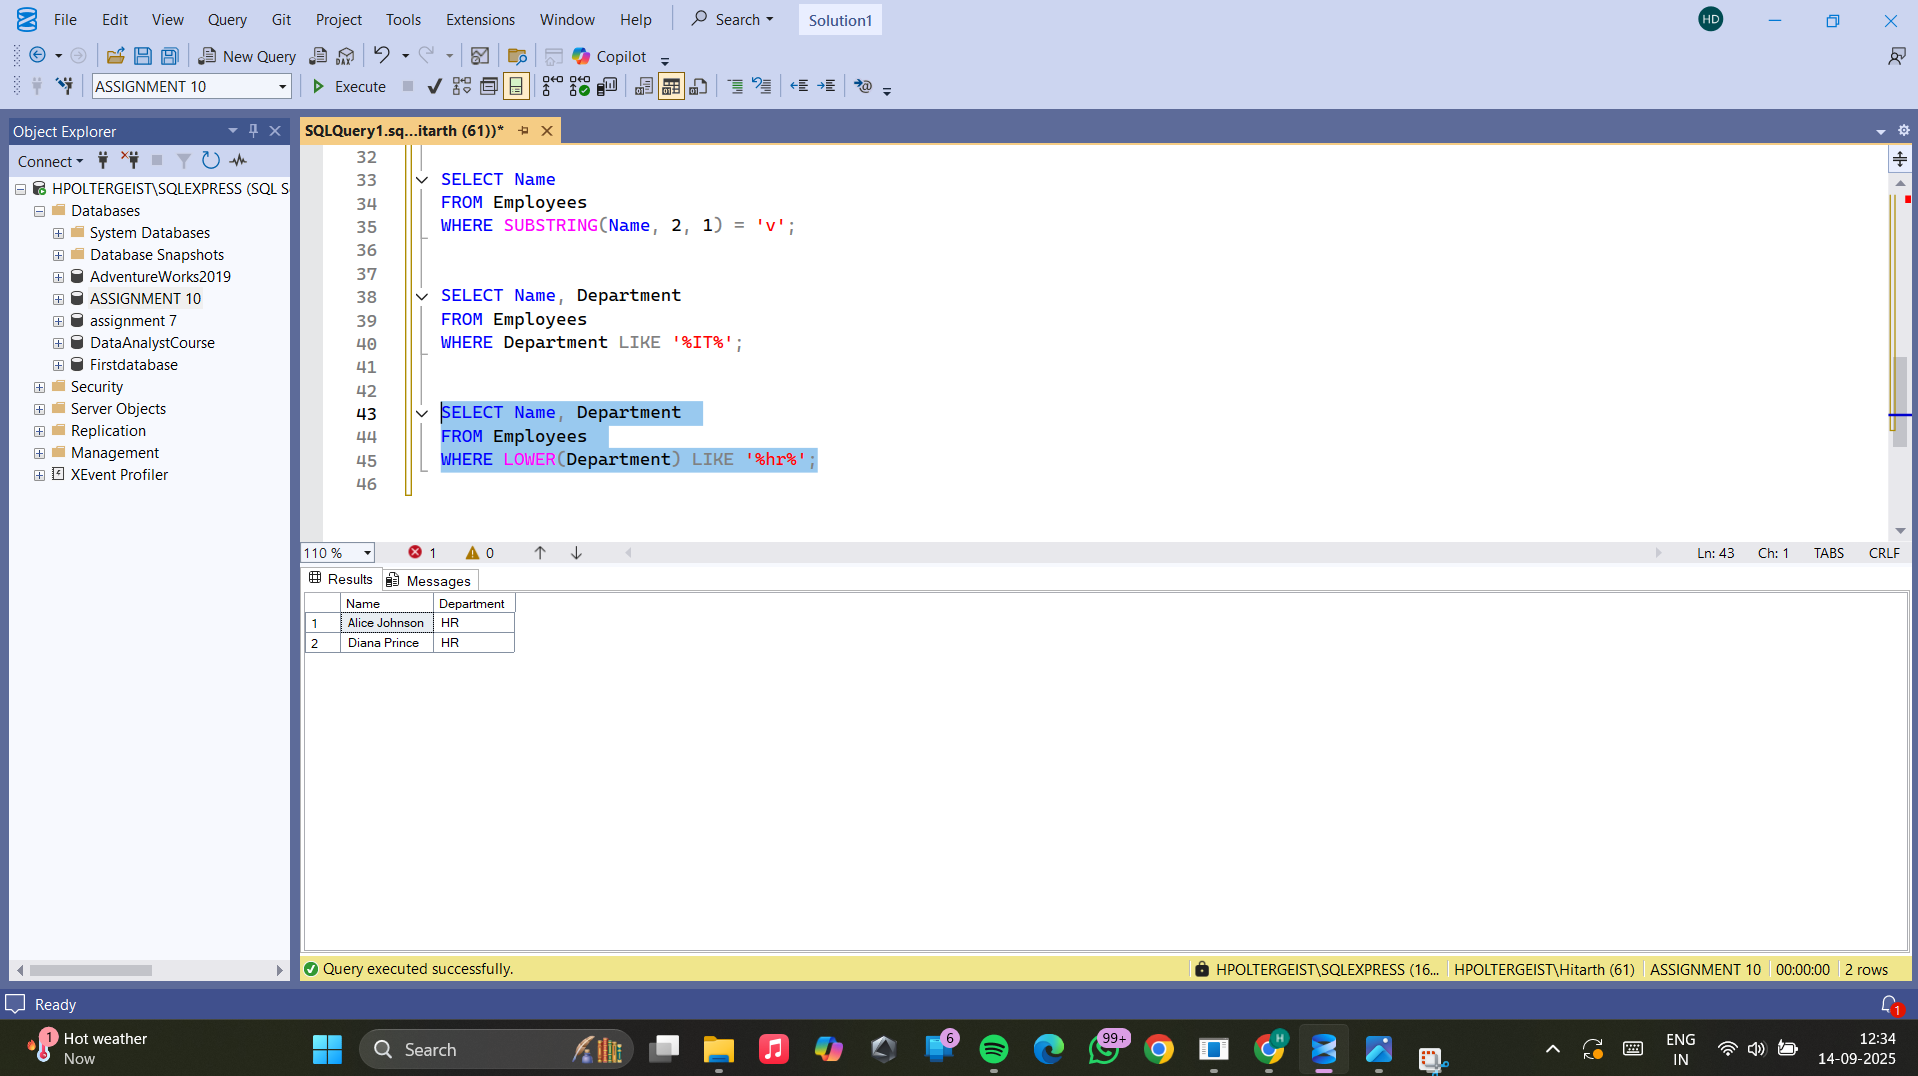 File Edit View Query Git Project Tools Extensions Window Help Search Solution1 HD
New Query DAX Copilot
ASSIGNMENT 10 Execute
Object Explorer
Connect
HPOLTERGEIST\SQLEXPRESS (SQL S
Databases
System Databases
Database Snapshots
AdventureWorks2019
ASSIGNMENT 10
assignment 7
DataAnalystCourse
Firstdatabase
Security
Server Objects
Replication
Management
XEvent Profiler
SQLQuery1.sq...itarth (61))*
32
33 SELECT Name
34 FROM Employees
35 WHERE SUBSTRING(Name, 2, 1) = 'v';
36
37
38 SELECT Name, Department
39 FROM Employees
40 WHERE Department LIKE '%IT%';
41
42
43 SELECT Name, Department
44 FROM Employees
45 WHERE LOWER(Department) LIKE '%hr%';
46
110 % 1 0 Ln: 43 Ch: 1 TABS CRLF
Results Messages
Name Department
1 Alice Johnson HR
2 Diana Prince HR
Query executed successfully. HPOLTERGEIST\SQLEXPRESS (16... HPOLTERGEIST\Hitarth (61) ASSIGNMENT 10 00:00:00 2 rows
Ready 1
1 Hot weather
Now
Search 6 99+ H
ENG
IN
12:34
14-09-2025